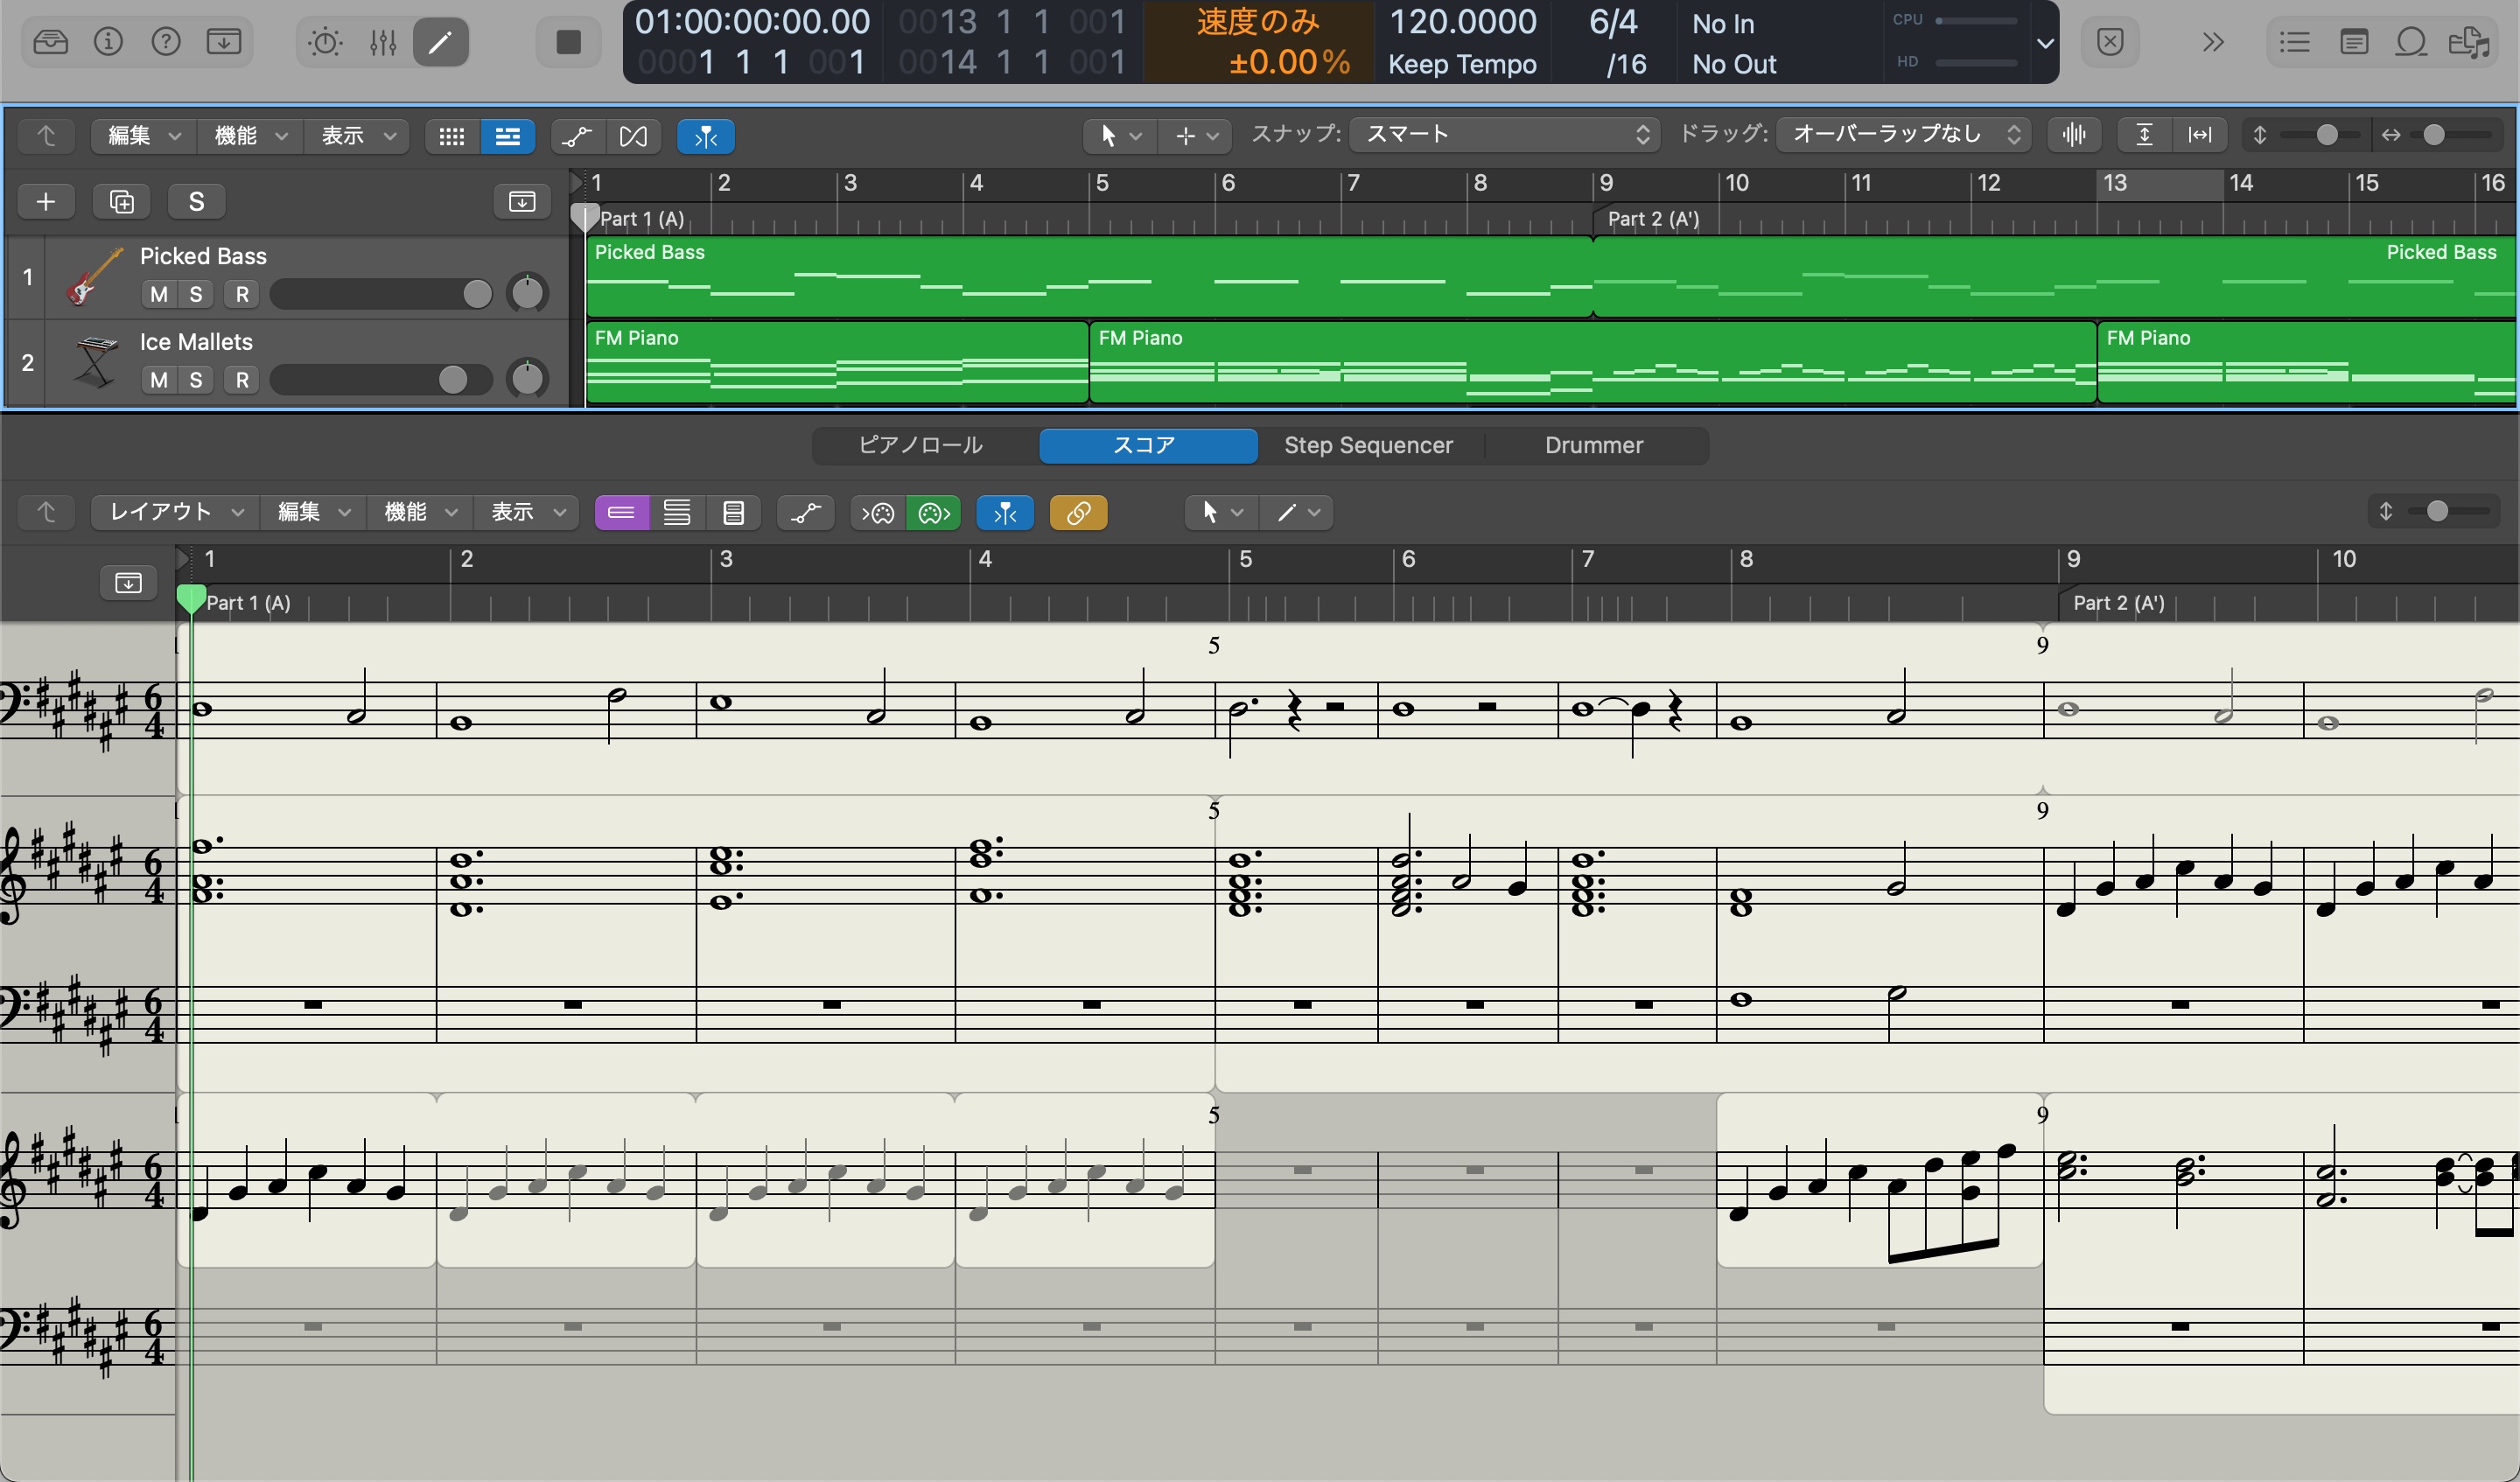 01:00:00:00.00
0001 1 1 001
0013 1 1 001
0014 1 1 001
速度のみ
±0.00%
120.0000
Keep Tempo
6/4
/16
No In
No Out
CPU
HD
編集 機能 表示 スナップ: スマート ドラッグ: オーバーラップなし
S
1 2 3 4 5 6 7 8 9 10 11 12 13 14 15 16
Part 1 (A) Part 2 (A')
1
Picked Bass
M S R
Picked Bass Picked Bass
2
Ice Mallets
M S R
FM Piano FM Piano FM Piano
ピアノロール スコア Step Sequencer Drummer
レイアウト 編集 機能 表示
1 2 3 4 5 6 7 8 9 10
Part 1 (A) Part 2 (A')
5 9
6
4
5 9
6
4
6
4
5 9
6
4
6
4